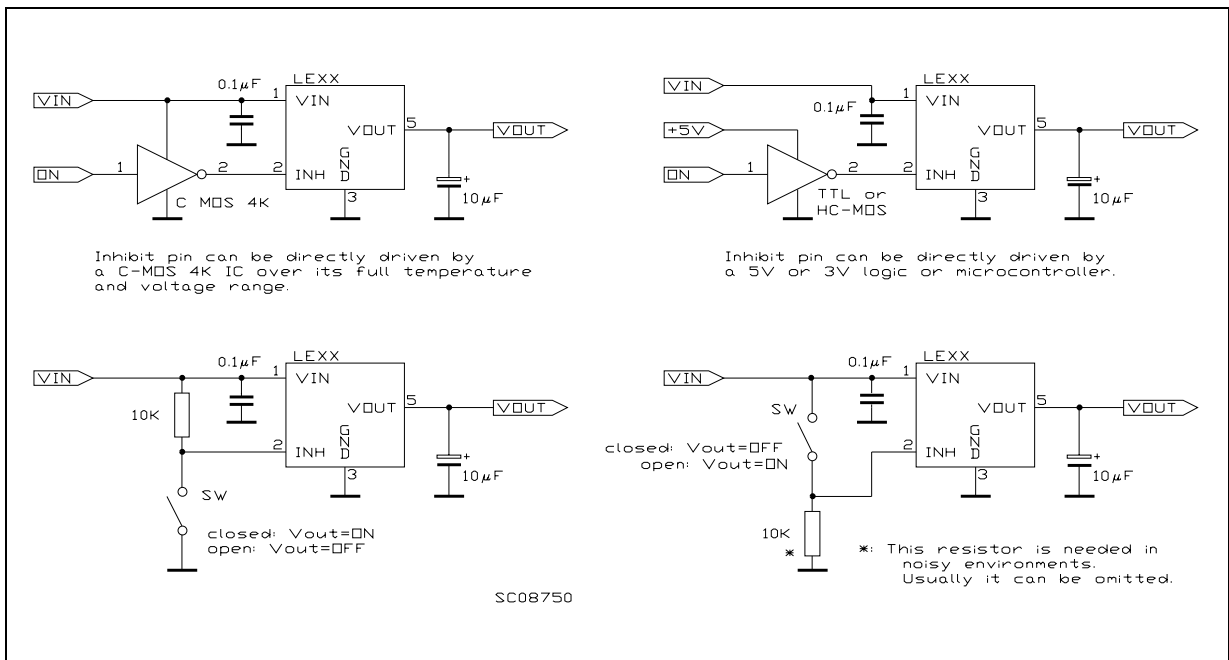 LEXX
0.1µF
VIN
1
VIN
VOUT
5
VOUT
ON
1
2
2
INH
GND
3
+
10µF
C MOS 4K
Inhibit pin can be directly driven by
a C-MOS 4K IC over its full temperature
and voltage range.
LEXX
VIN
1
VIN
0.1µF
+5V
VOUT
5
VOUT
ON
1
2
2
INH
GND
3
+
10µF
TTL or
HC-MOS
Inhibit pin can be directly driven by
a 5V or 3V logic or microcontroller.
LEXX
0.1µF
VIN
1
VIN
10K
VOUT
5
VOUT
2
INH
GND
3
+
10µF
SW
closed: Vout=ON
open: Vout=OFF
LEXX
0.1µF
VIN
1
VIN
SW
VOUT
5
VOUT
closed: Vout=OFF
open: Vout=ON
2
INH
GND
3
+
10µF
10K
*
*: This resistor is needed in
noisy environments.
Usually it can be omitted.
SC08750